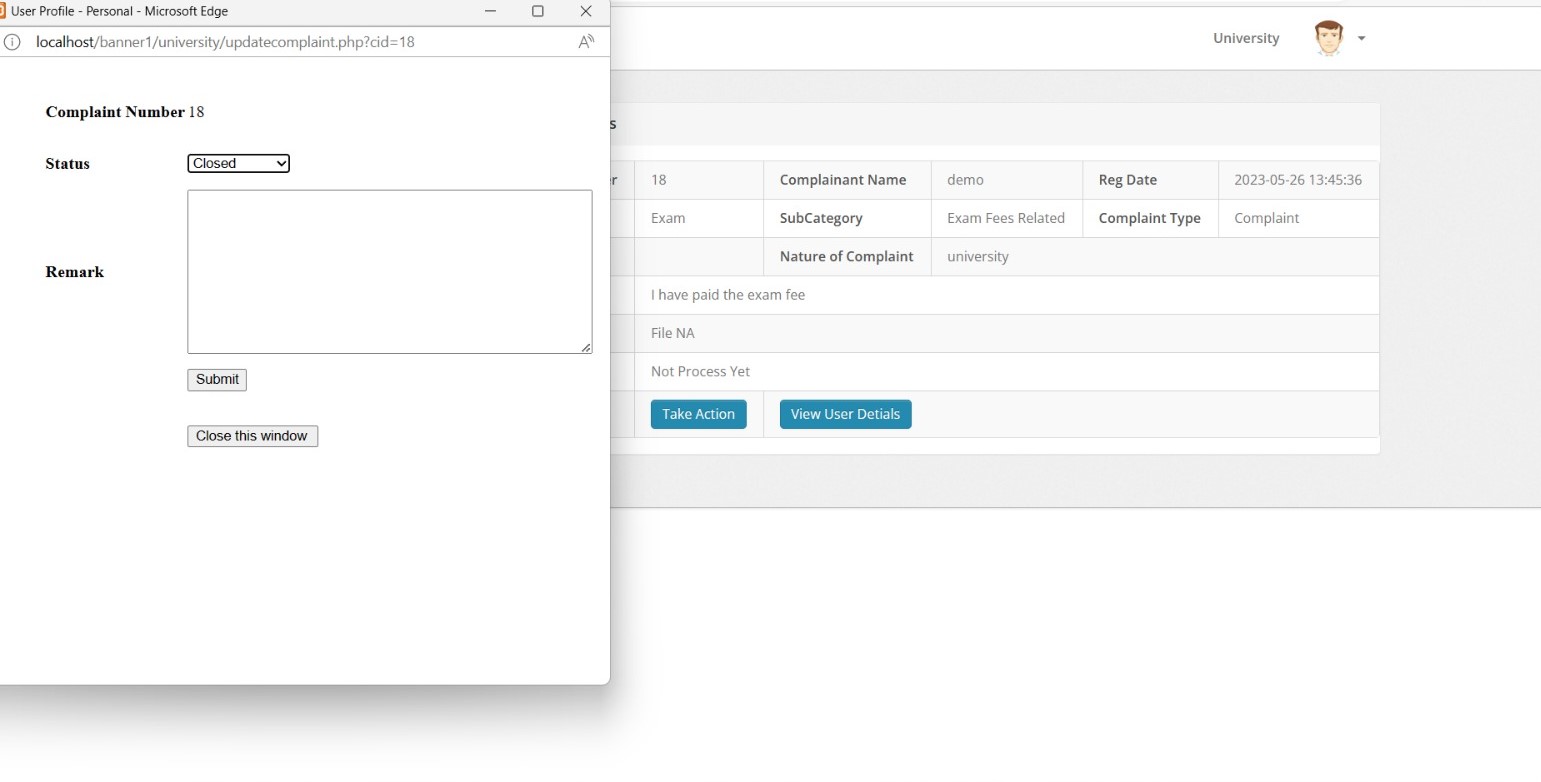 User Profile - Personal - Microsoft Edge
localhost/banner1/university/updatecomplaint.php?cid=18
Complaint Number 18
Status Closed
Remark
Submit
Close this window
University
s
r 18 Complainant Name demo Reg Date 2023-05-26 13:45:36
Exam SubCategory Exam Fees Related Complaint Type Complaint
Nature of Complaint university
I have paid the exam fee
File NA
Not Process Yet
Take Action View User Detials